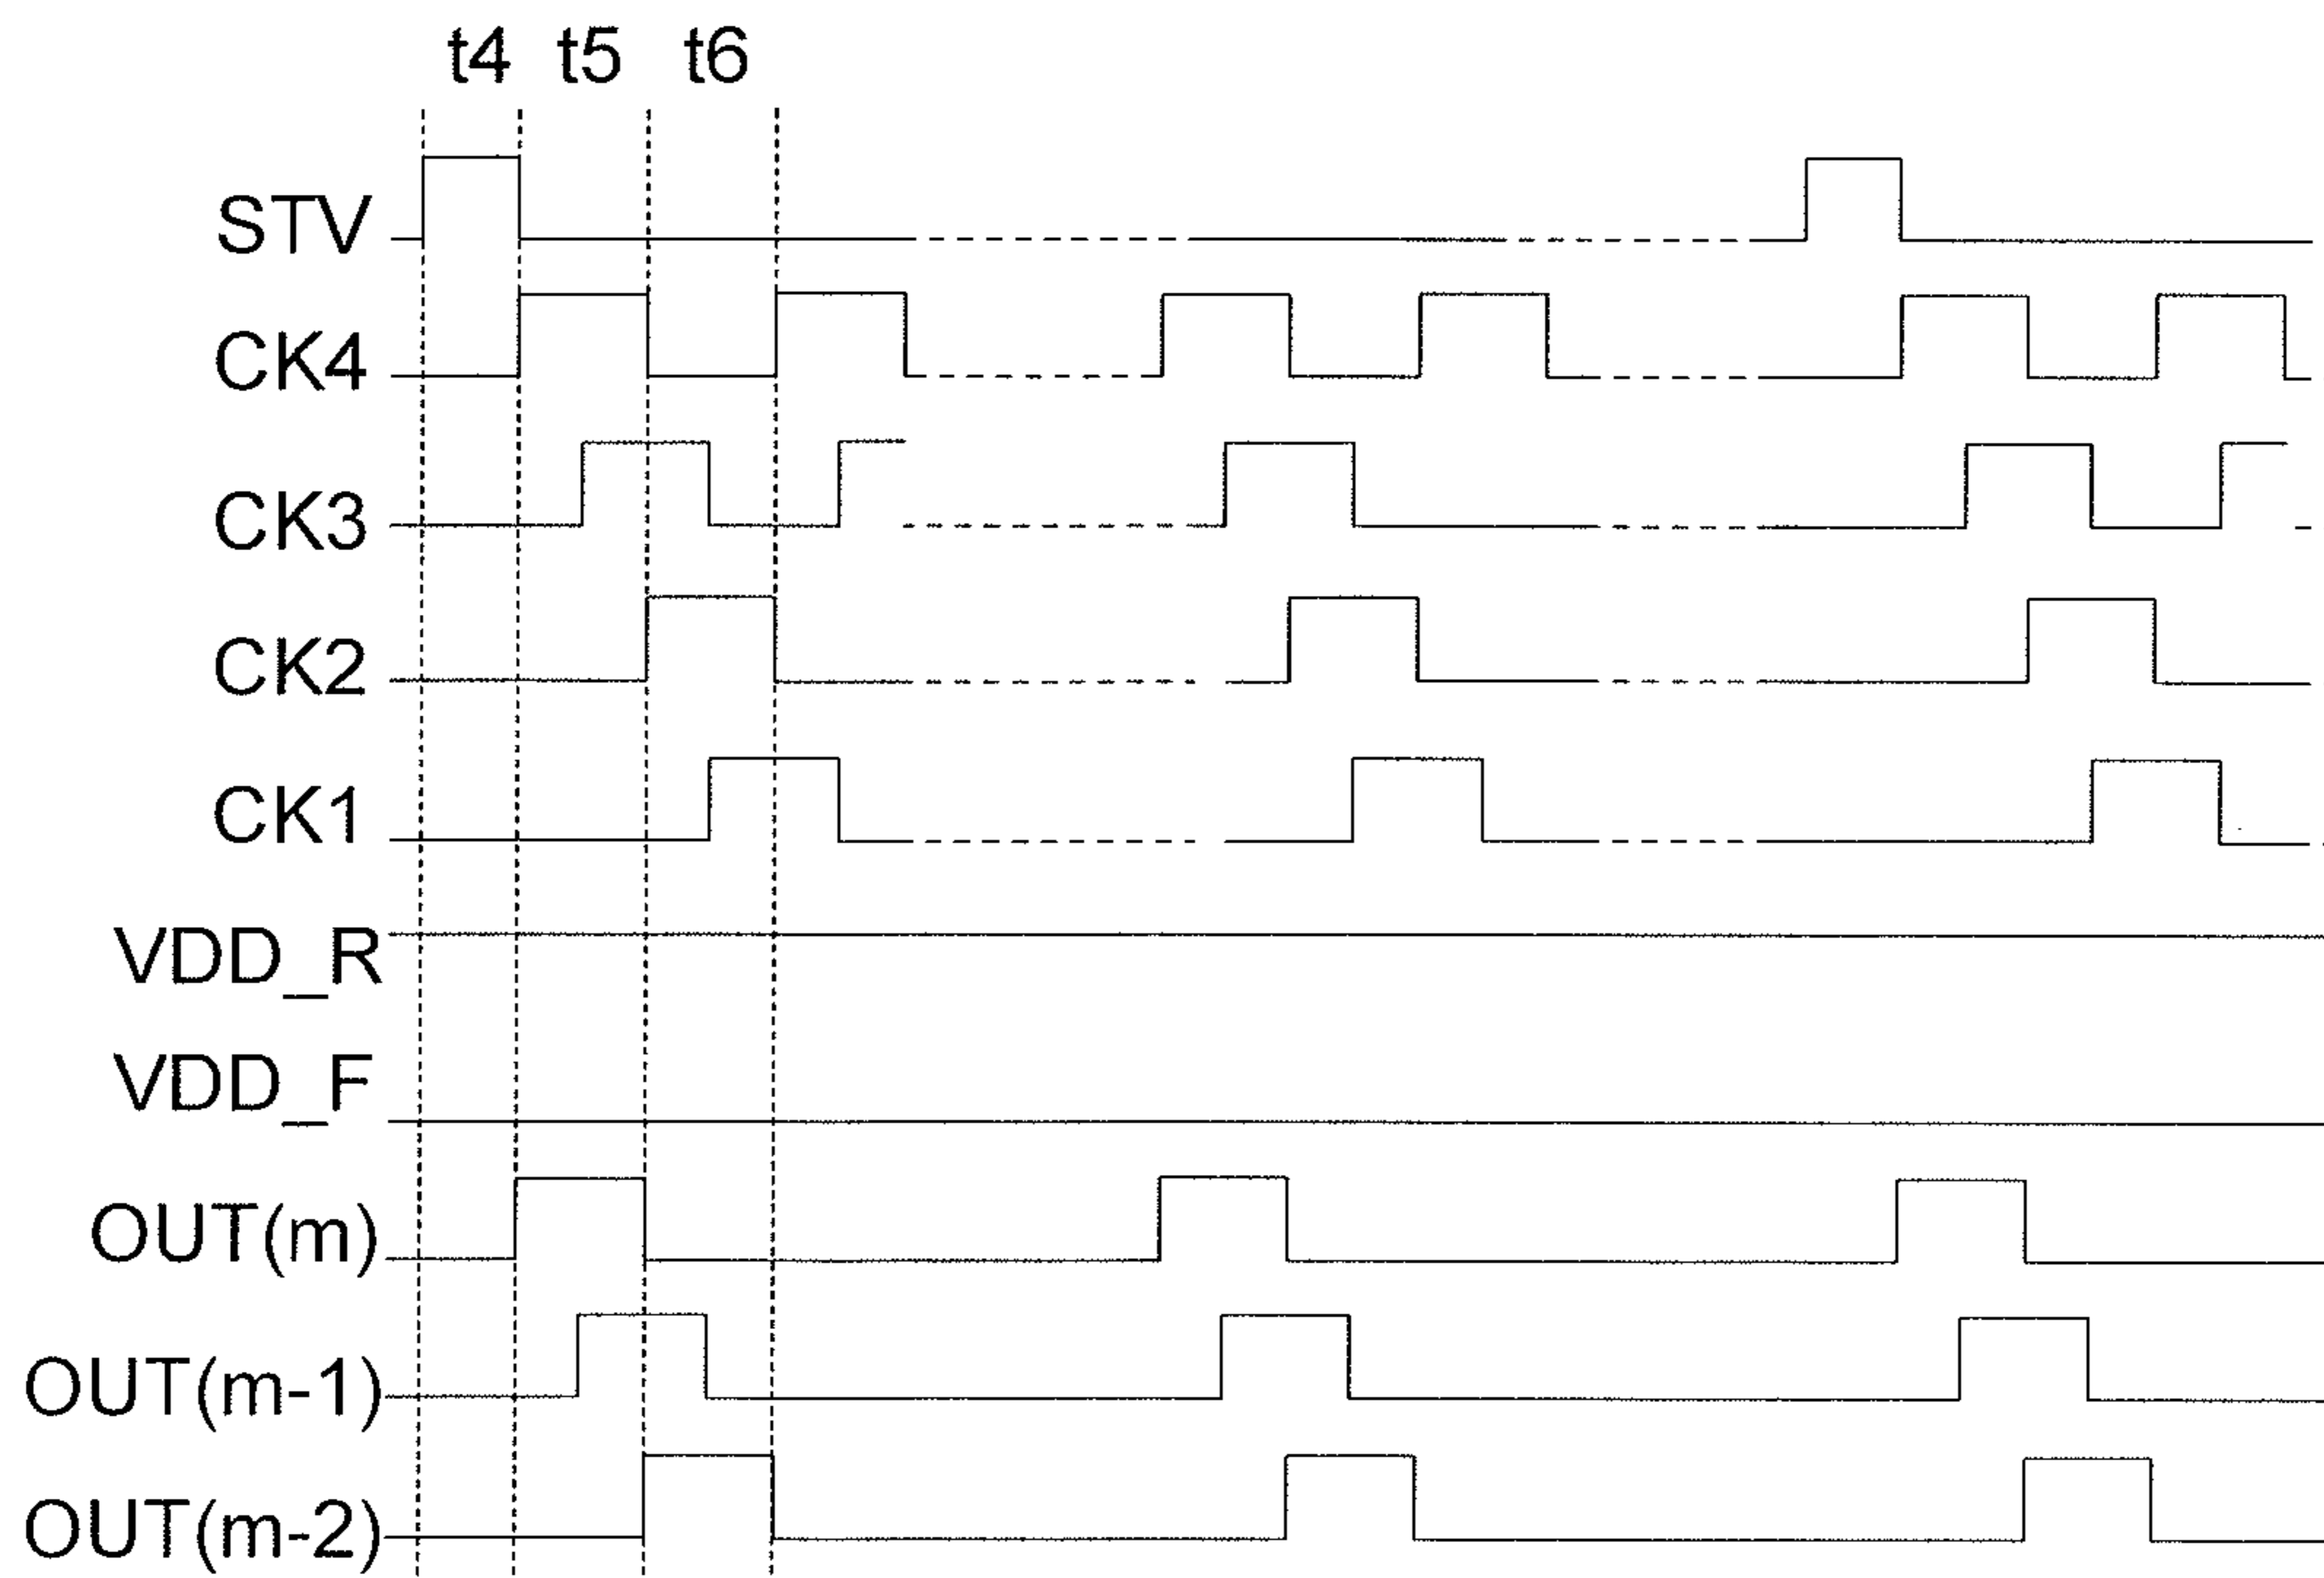 t4 t5 t6
STV
CK4
CK3
CK2
CK1
VDD_R
VDD_F
OUT(m)
OUT(m-1)
OUT(m-2)